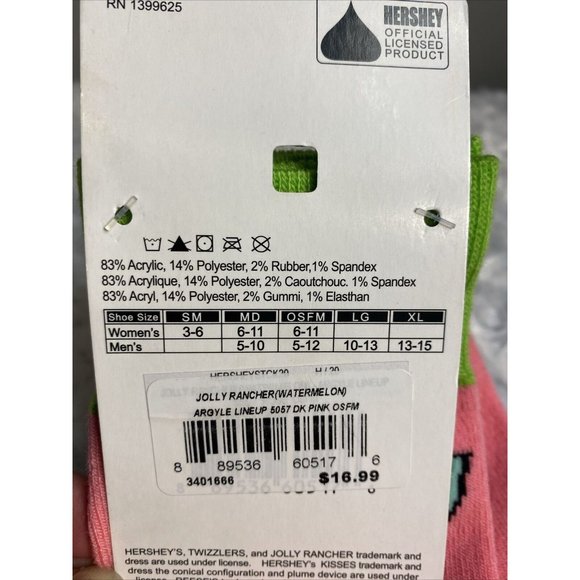 RN 1399625
HERSHEY
OFFICIAL
LICENSED
PRODUCT
83% Acrylic, 14% Polyester, 2% Rubber,1% Spandex
83% Acrylique, 14% Polyester, 2% Caoutchouc. 1% Spandex
83% Acryl, 14% Polyester, 2% Gummi, 1% Elasthan
Shoe Size SM MD OSFM LG XL
Women's 3-6 6-11 6-11
Men's 5-10 5-12 10-13 13-15
HERSHEYSTCK20 H / 20
JOLLY RANCHER(WATERMELON)
ARGYLE LINEUP 5057 DK PINK OSFM
8 89536 60517 6
3401666 $16.99
HERSHEY'S, TWIZZLERS, and JOLLY RANCHER trademark and
dress are used under license. HERSHEY's KISSES trademark and
dress the conical configuration and plume device are used under